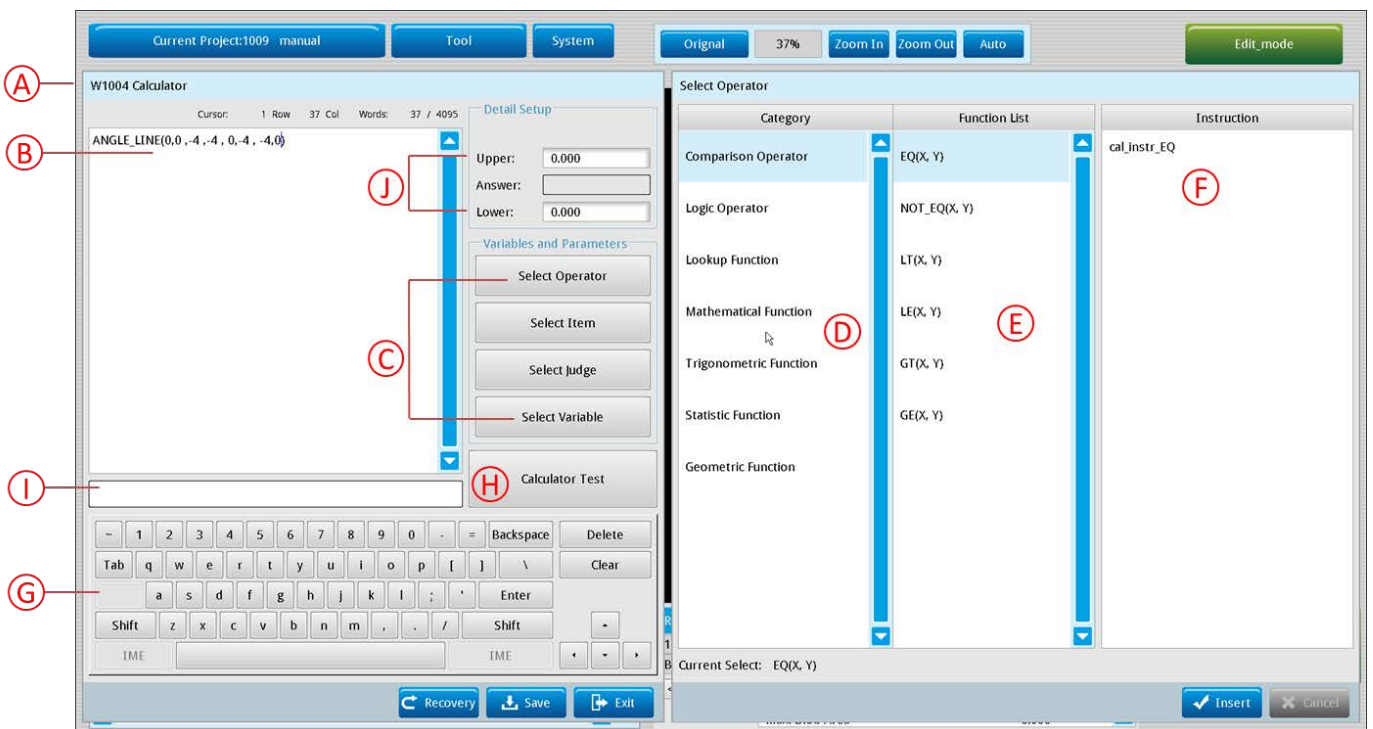 Current Project:1009 manual
Tool
System
Orignal
37%
Zoom In
Zoom Out
Auto
Edit_mode
A
W1004 Calculator
Cursor: 1 Row 37 Col Words: 37 / 4095
B
ANGLE_LINE(0,0 ,-4 ,-4 , 0,-4 , -4,0)
Detail Setup
Upper: 0.000
J
Answer:
Lower: 0.000
Variables and Parameters
Select Operator
Select Item
C
Select Judge
Select Variable
H
Calculator Test
I
~ 1 2 3 4 5 6 7 8 9 0 - = Backspace Delete
Tab q w e r t y u i o p [ ] \ Clear
G
a s d f g h j k l ; ' Enter
Shift z x c v b n m , . / Shift
IME IME
Recovery
Save
Exit
Select Operator
Category
Function List
Instruction
Comparison Operator
Logic Operator
Lookup Function
Mathematical Function
D
Trigonometric Function
Statistic Function
Geometric Function
EQ(X, Y)
NOT_EQ(X, Y)
LT(X, Y)
LE(X, Y)
E
GT(X, Y)
GE(X, Y)
cal_instr_EQ
F
Current Select: EQ(X, Y)
Insert
Cancel